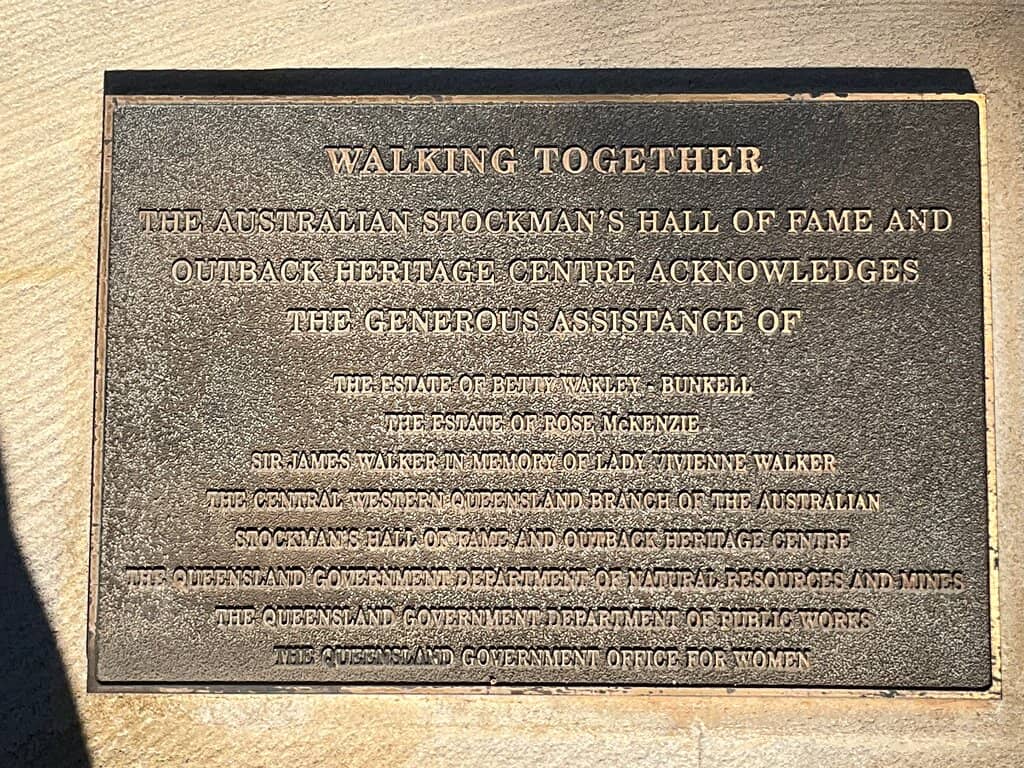 WALKING TOGETHER
THE AUSTRALIAN STOCKMAN'S HALL OF FAME AND
OUTBACK HERITAGE CENTRE ACKNOWLEDGES
THE GENEROUS ASSISTANCE OF
THE ESTATE OF BETTY WAKLEY - BUNKELL
THE ESTATE OF ROSE McKENZIE
SIR JAMES WALKER IN MEMORY OF LADY VIVIENNE WALKER
THE CENTRAL WESTERN QUEENSLAND BRANCH OF THE AUSTRALIAN
STOCKMAN'S HALL OF FAME AND OUTBACK HERITAGE CENTRE
THE QUEENSLAND GOVERNMENT DEPARTMENT OF NATURAL RESOURCES AND MINES
THE QUEENSLAND GOVERNMENT DEPARTMENT OF PUBLIC WORKS
THE QUEENSLAND GOVERNMENT OFFICE FOR WOMEN